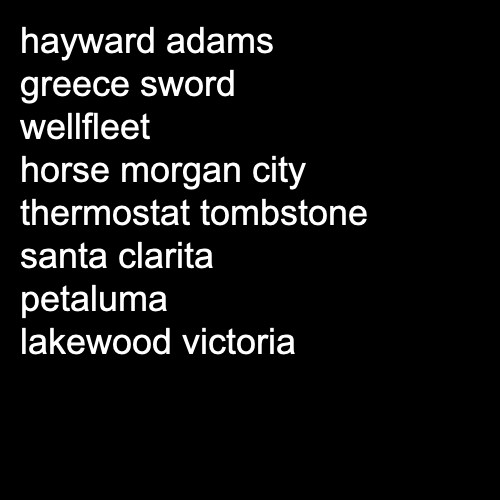 hayward adams
greece sword
wellfleet
horse morgan city
thermostat tombstone
santa clarita
petaluma
lakewood victoria